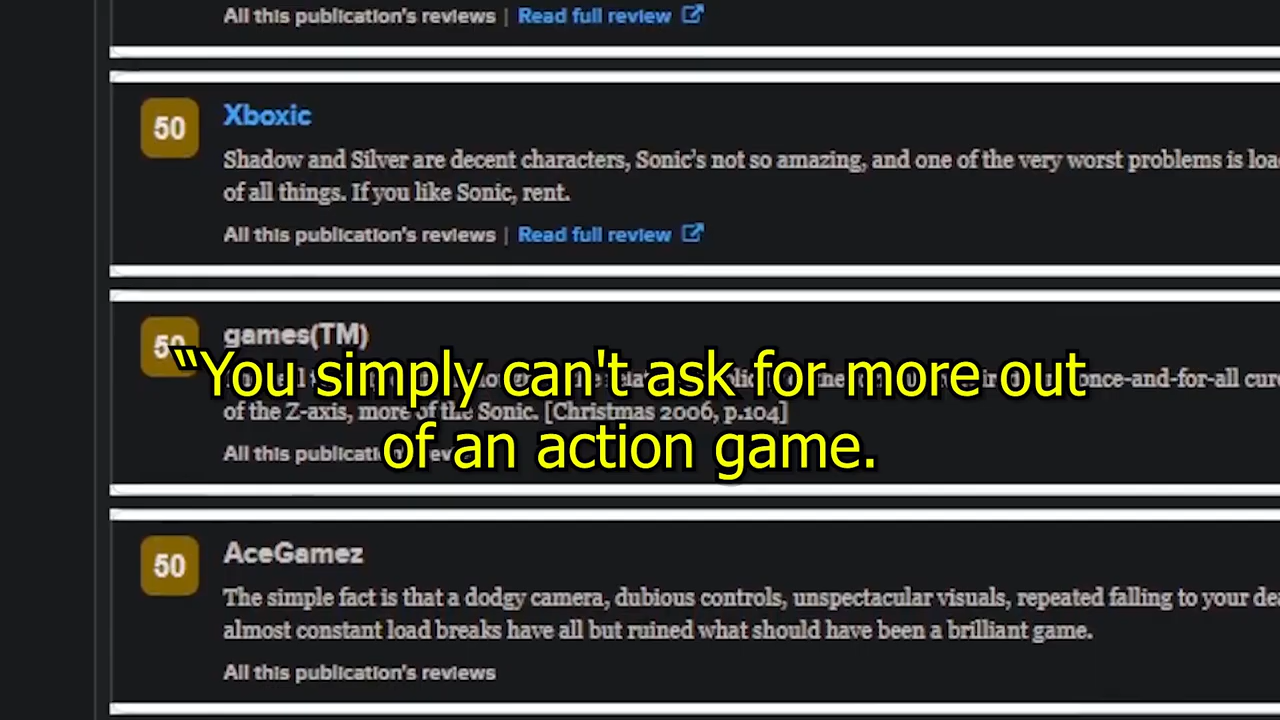 All this publication's reviews | Read full review
50 Xboxic
Shadow and Silver are decent characters, Sonic's not so amazing, and one of the very worst problems is
of all things. If you like Sonic, rent.
All this publication's reviews | Read full review
50 games(TM)
“You simply can't ask for more out
once-and-for-all
of the Z-axis, more of the Sonic. [Christmas 2006, p.104]
of an action game.
All this publication's
50 AceGamez
The simple fact is that a dodgy camera, dubious controls, unspectacular visuals, repeated falling to your
almost constant load breaks have all but ruined what should have been a brilliant game.
All this publication's reviews